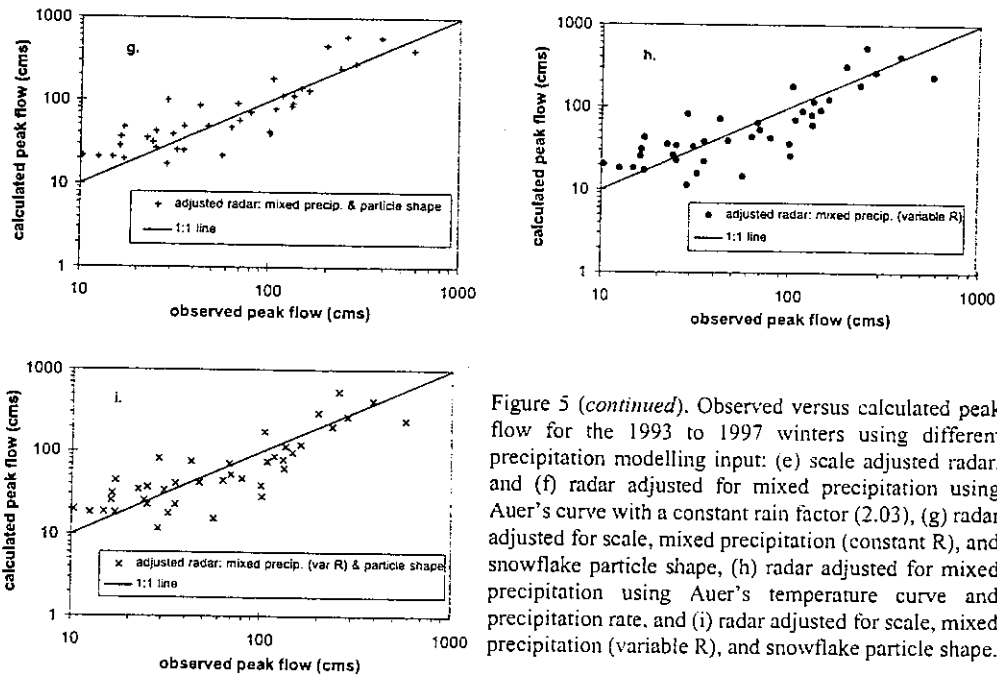 1000
100
10
1
calculated peak flow (cms)
g.
+ adjusted radar: mixed precip. & particle shape
1:1 line
10 100 1000
observed peak flow (cms)
1000
100
10
1
calculated peak flow (cms)
h.
• adjusted radar: mixed precip. (variable R)
1:1 line
10 100 1000
observed peak flow (cms)
1000
100
10
1
calculated peak flow (cms)
i.
× adjusted radar: mixed precip. (var R) & particle shape
1:1 line
10 100 1000
observed peak flow (cms)
Figure 5 (continued). Observed versus calculated peak
flow for the 1993 to 1997 winters using different
precipitation modelling input: (e) scale adjusted radar,
and (f) radar adjusted for mixed precipitation using
Auer's curve with a constant rain factor (2.03), (g) radar
adjusted for scale, mixed precipitation (constant R), and
snowflake particle shape, (h) radar adjusted for mixed
precipitation using Auer's temperature curve and
precipitation rate, and (i) radar adjusted for scale, mixed
precipitation (variable R), and snowflake particle shape.